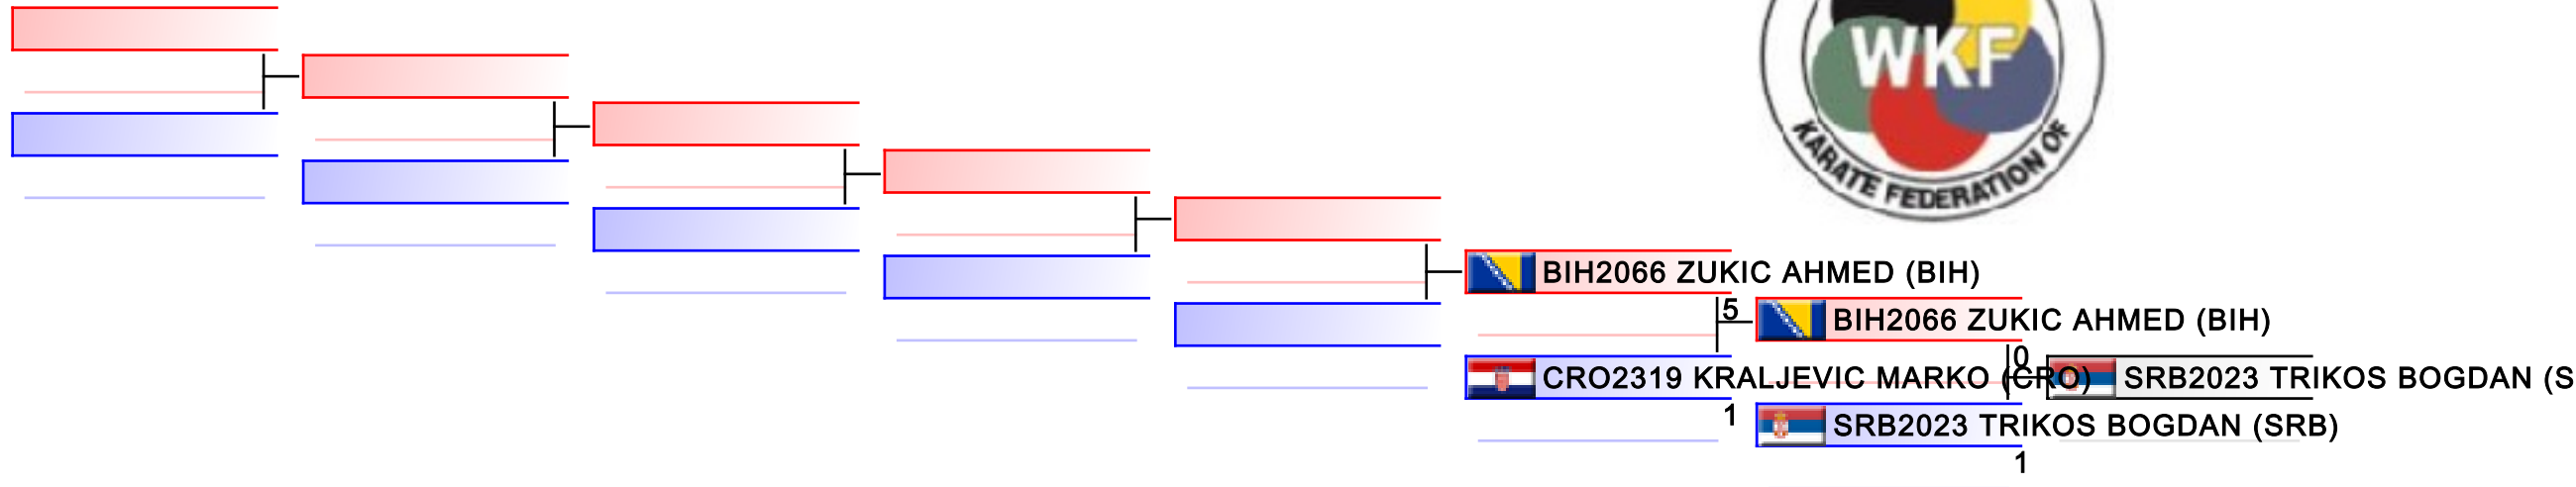 WKF
KARATE FEDERATION OF
BIH2066 ZUKIC AHMED (BIH)
5
BIH2066 ZUKIC AHMED (BIH)
0
CRO2319 KRALJEVIC MARKO (CRO)
SRB2023 TRIKOS BOGDAN (S
1
SRB2023 TRIKOS BOGDAN (SRB)
1